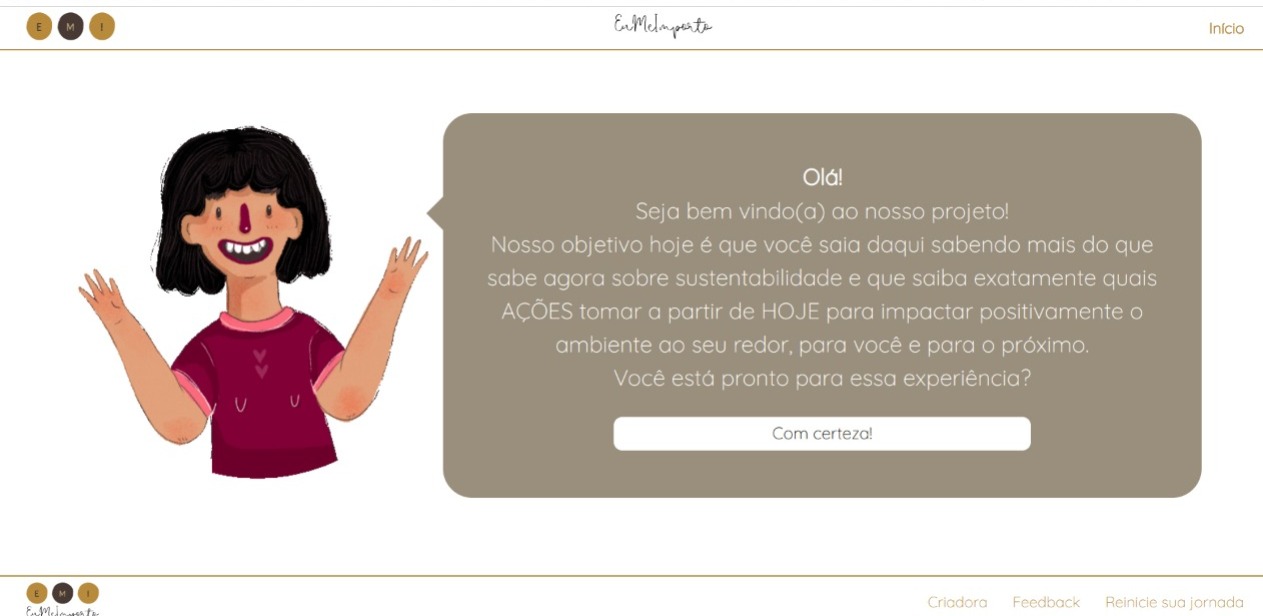 E M I
EuMeImporto
Início
Olá!
Seja bem vindo(a) ao nosso projeto!
Nosso objetivo hoje é que você saia daqui sabendo mais do que
sabe agora sobre sustentabilidade e que saiba exatamente quais
AÇÕES tomar a partir de HOJE para impactar positivamente o
ambiente ao seu redor, para você e para o próximo.
Você está pronto para essa experiência?
Com certeza!
E M I
EuMeImporto
Criadora Feedback Reinicie sua jornada